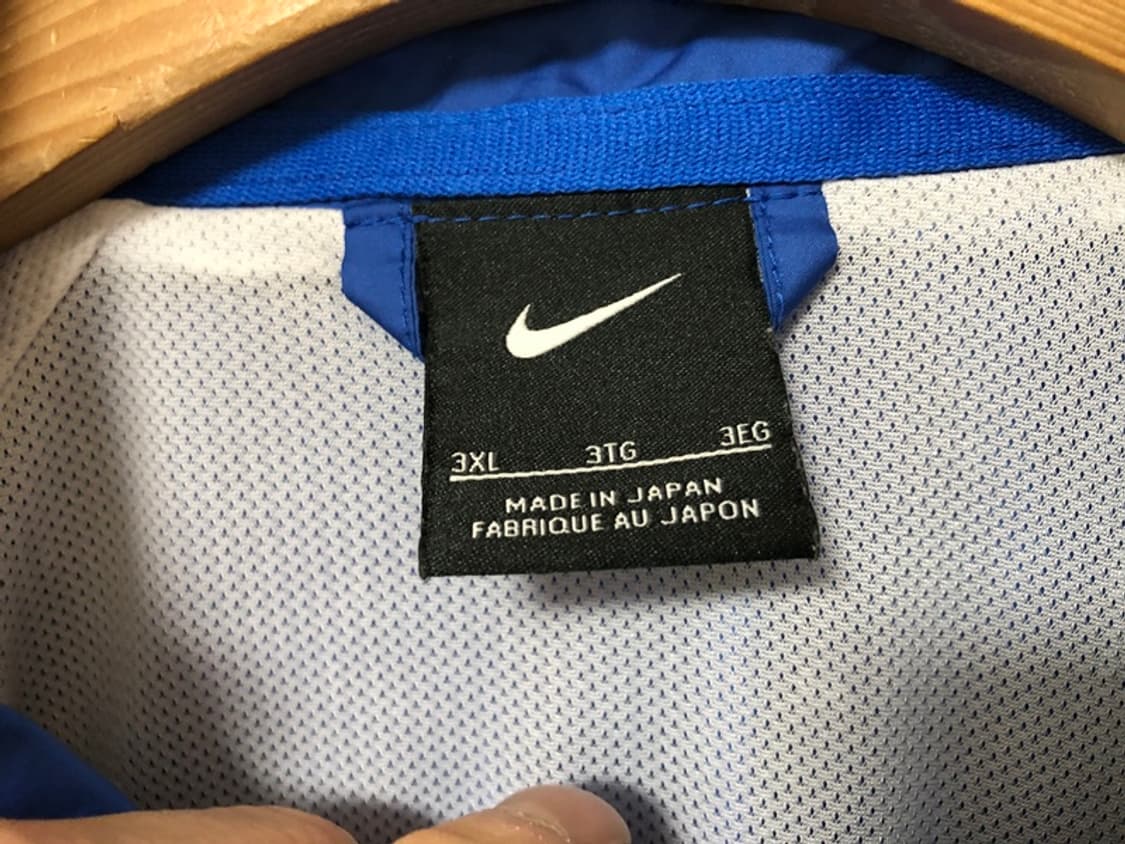 3XL 3TG 3EG
MADE IN JAPAN
FABRIQUE AU JAPON